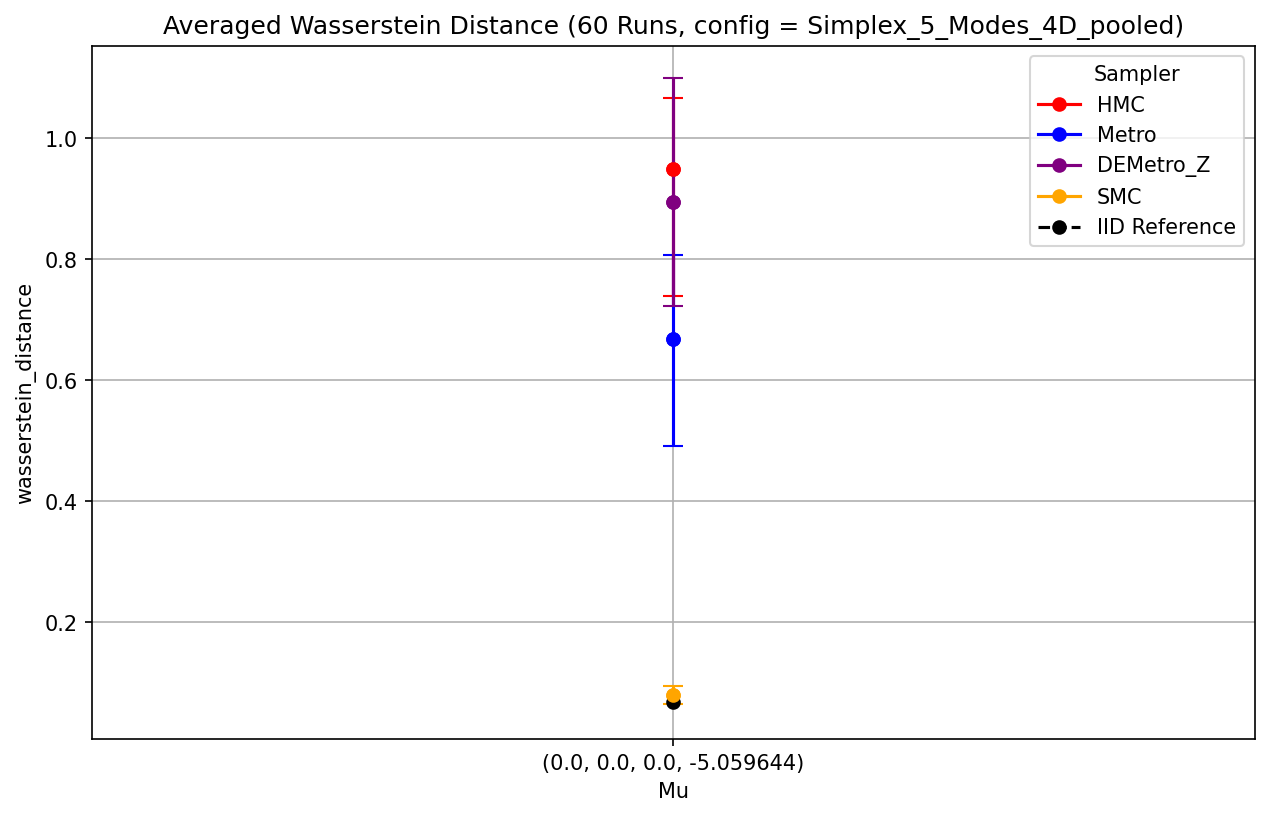 Averaged Wasserstein Distance (60 Runs, config = Simplex_5_Modes_4D_pooled)
Sampler
HMC
Metro
DEMetro_Z
SMC
IID Reference
wasserstein_distance
1.0
0.8
0.6
0.4
0.2
(0.0, 0.0, 0.0, -5.059644)
Mu